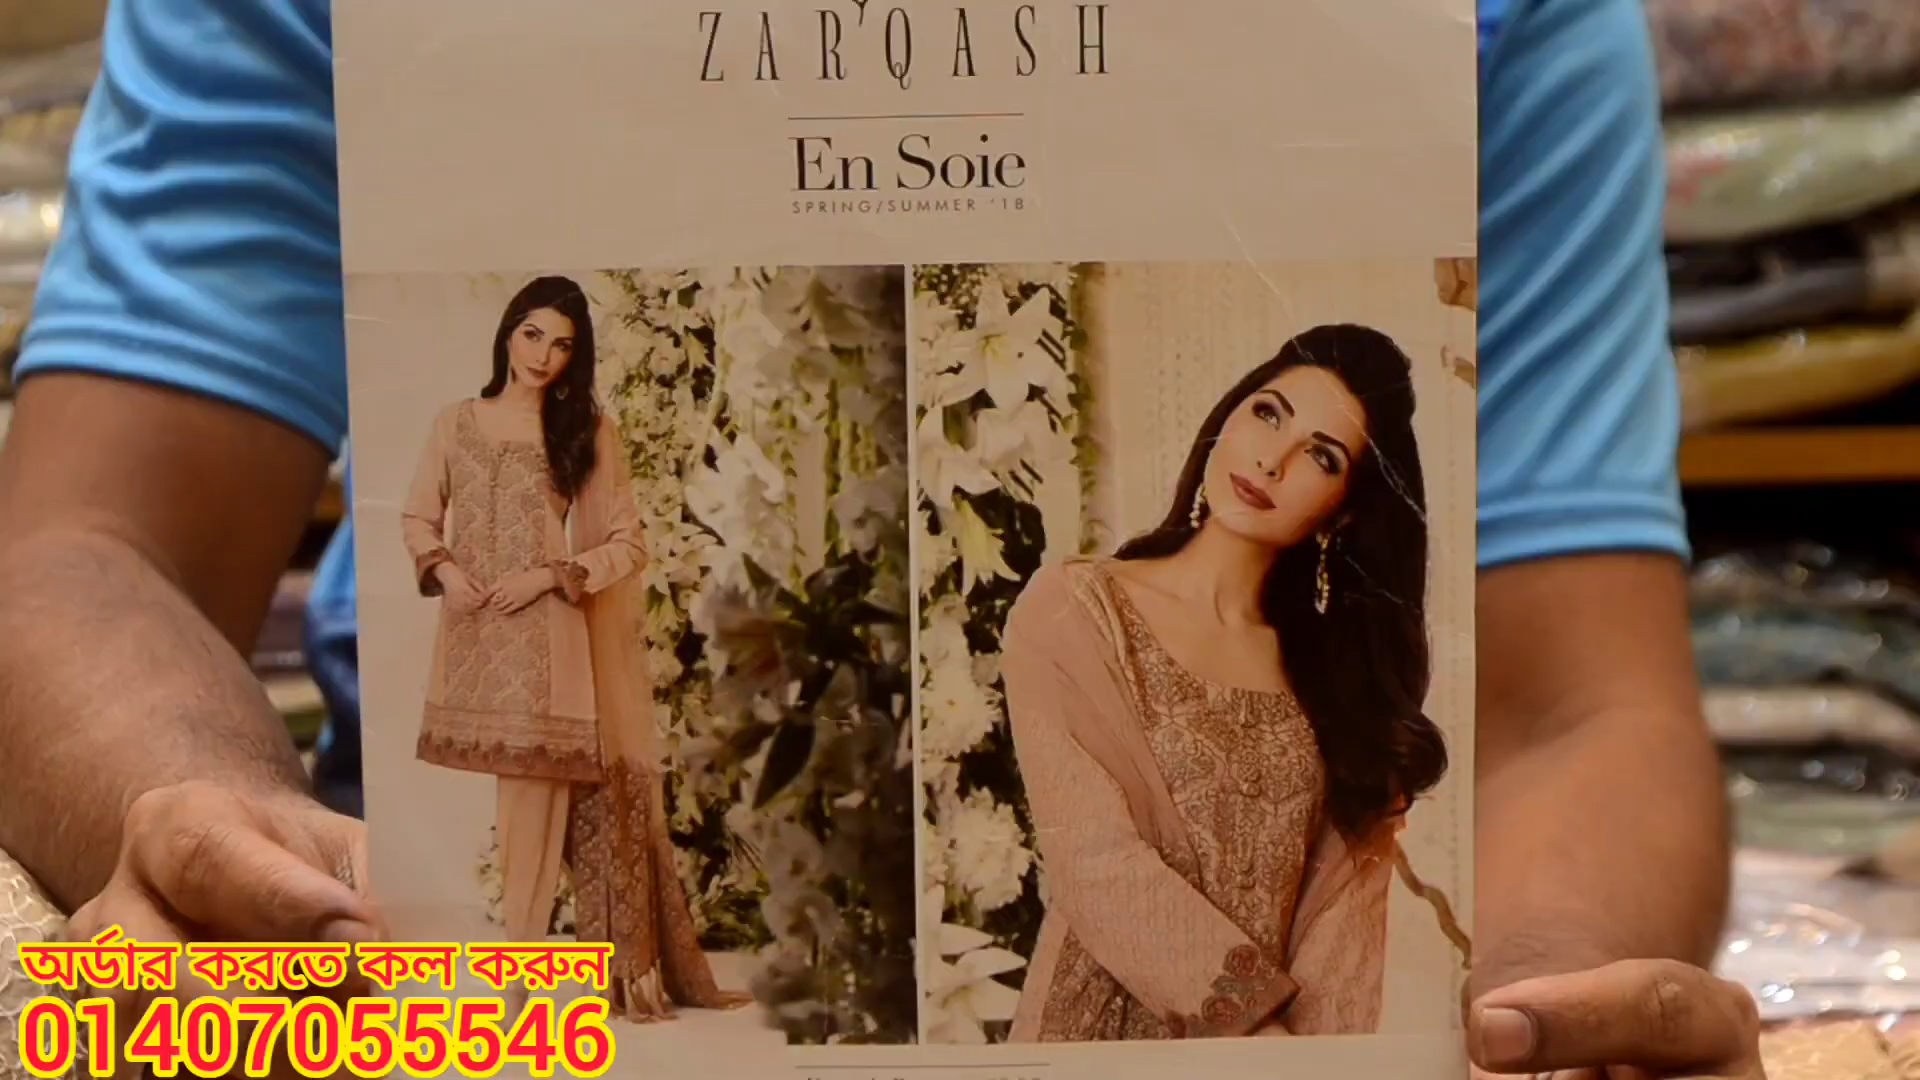 ZARQASH
En Soie
SPRING/SUMMER '18
অর্ডার করতে কল করুন
01407055546